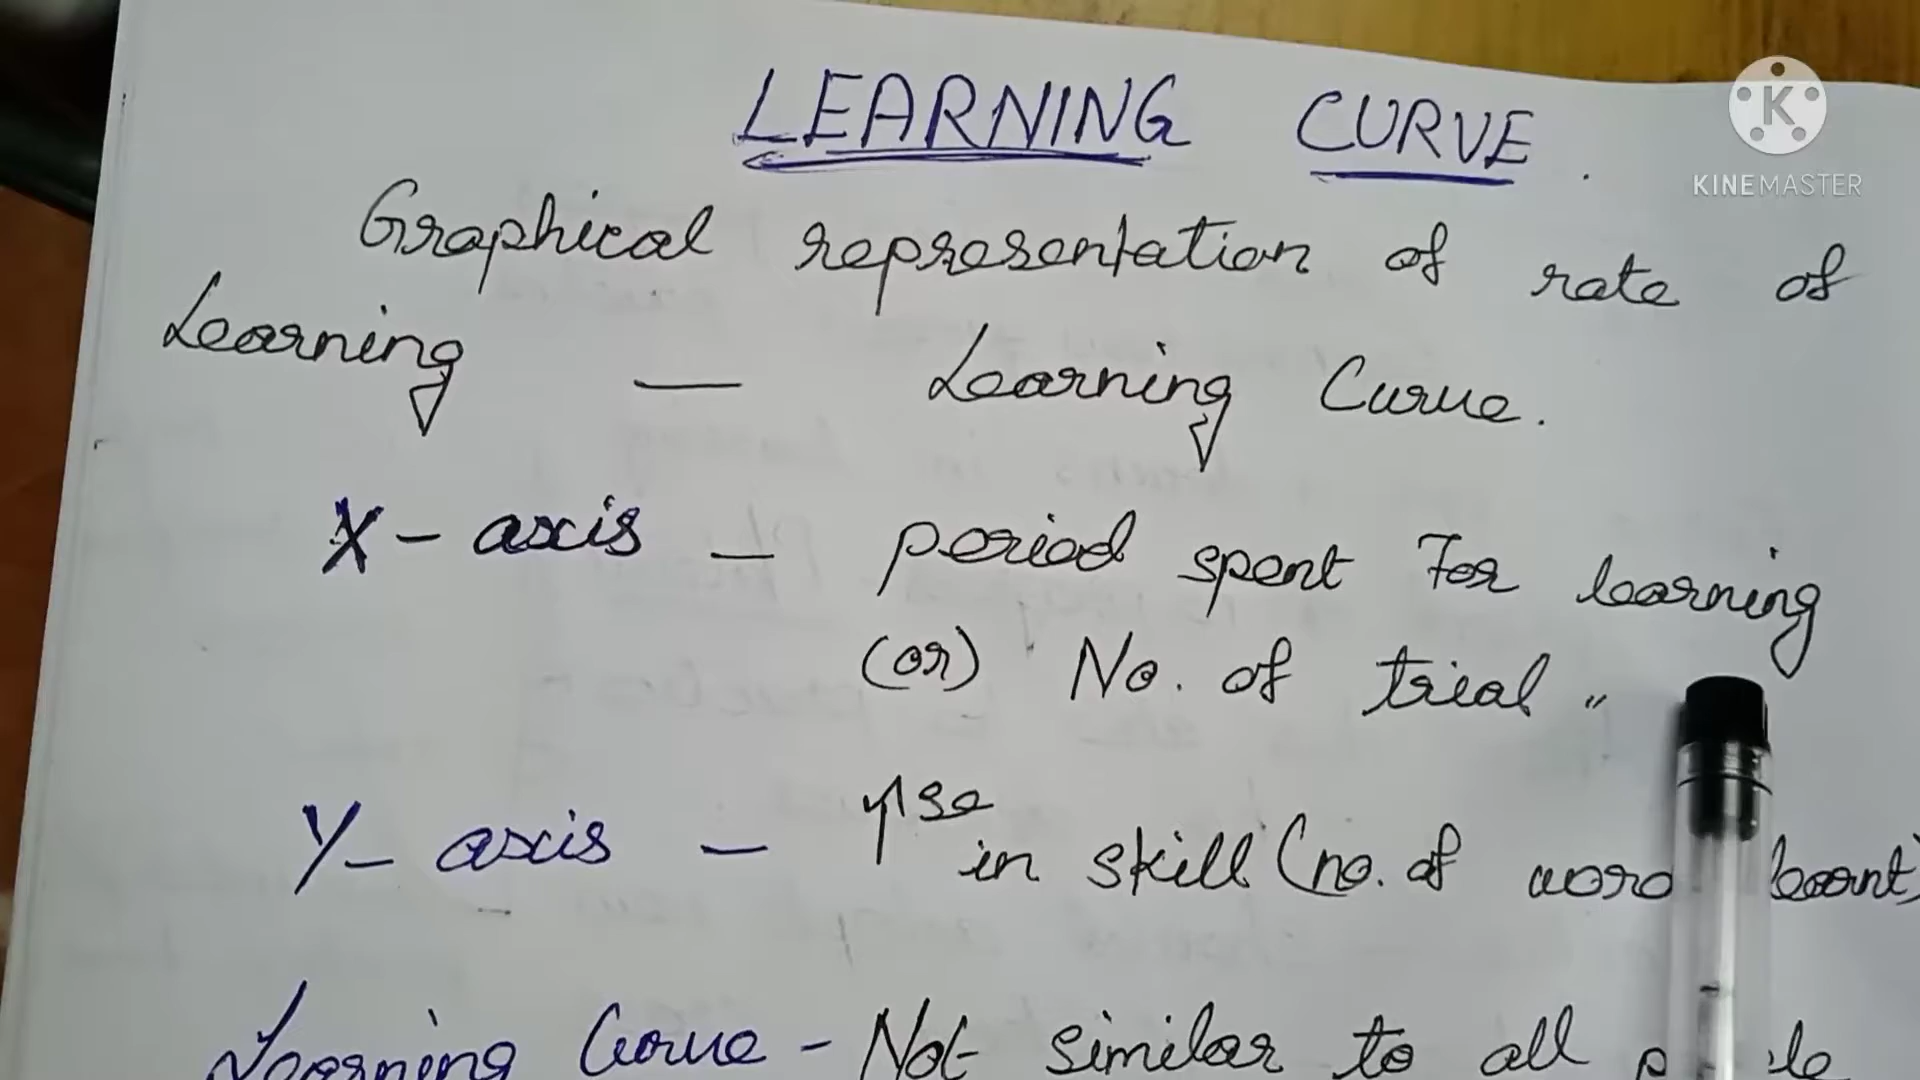 LEARNING CURVE.
KINEMASTER
Graphical representation of rate of
Learning — Learning Curve.
X - axis — period spent For learning
(or) No. of trial "
Y - axis — ↑se in skill (no. of learnt)
Learning Curve - Not similar to all